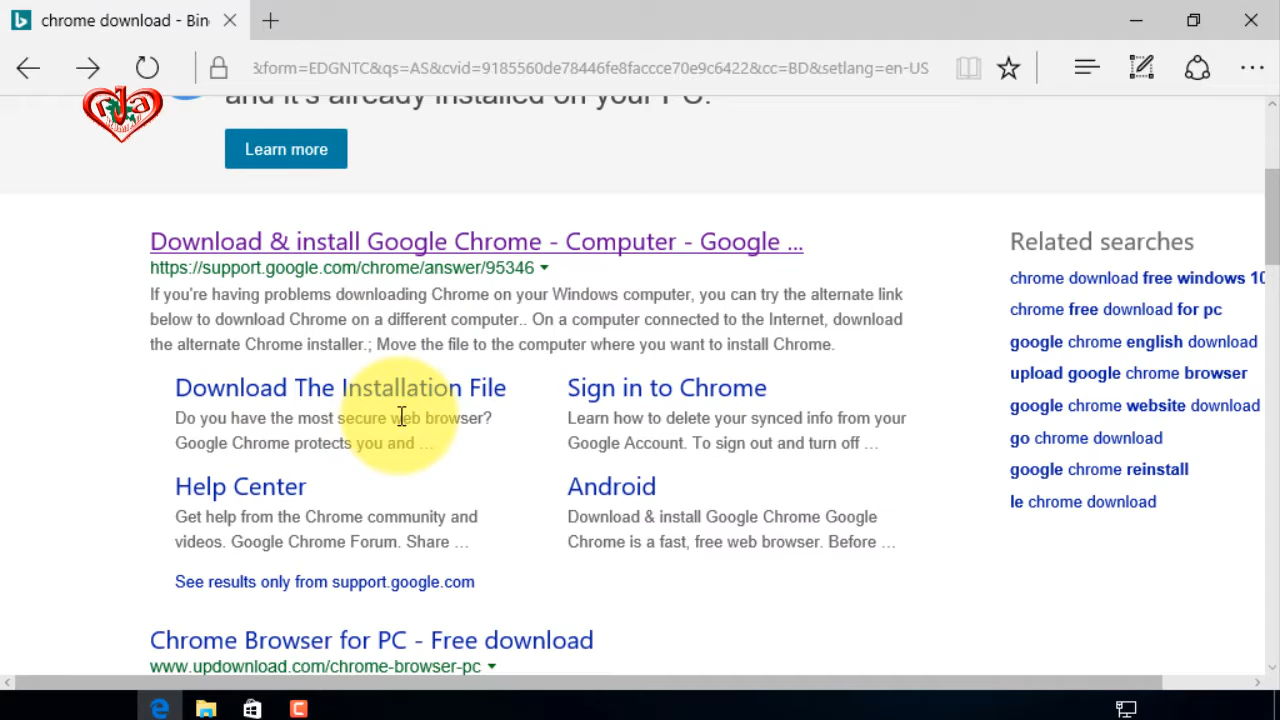 chrome download - Bin
&form=EDGNTC&qs=AS&cvid=9185560de78446fe8faccce70e9c6422&cc=BD&setlang=en-US
and it's already installed on your PC.
Learn more
Download & install Google Chrome - Computer - Google ...
https://support.google.com/chrome/answer/95346
If you're having problems downloading Chrome on your Windows computer, you can try the alternate link
below to download Chrome on a different computer.. On a computer connected to the Internet, download
the alternate Chrome installer.; Move the file to the computer where you want to install Chrome.
Download The Installation File
Do you have the most secure web browser?
Google Chrome protects you and ...
Sign in to Chrome
Learn how to delete your synced info from your
Google Account. To sign out and turn off ...
Help Center
Get help from the Chrome community and
videos. Google Chrome Forum. Share ...
Android
Download & install Google Chrome Google
Chrome is a fast, free web browser. Before ...
See results only from support.google.com
Chrome Browser for PC - Free download
www.updownload.com/chrome-browser-pc
Related searches
chrome download free windows 10
chrome free download for pc
google chrome english download
upload google chrome browser
google chrome website download
go chrome download
google chrome reinstall
le chrome download